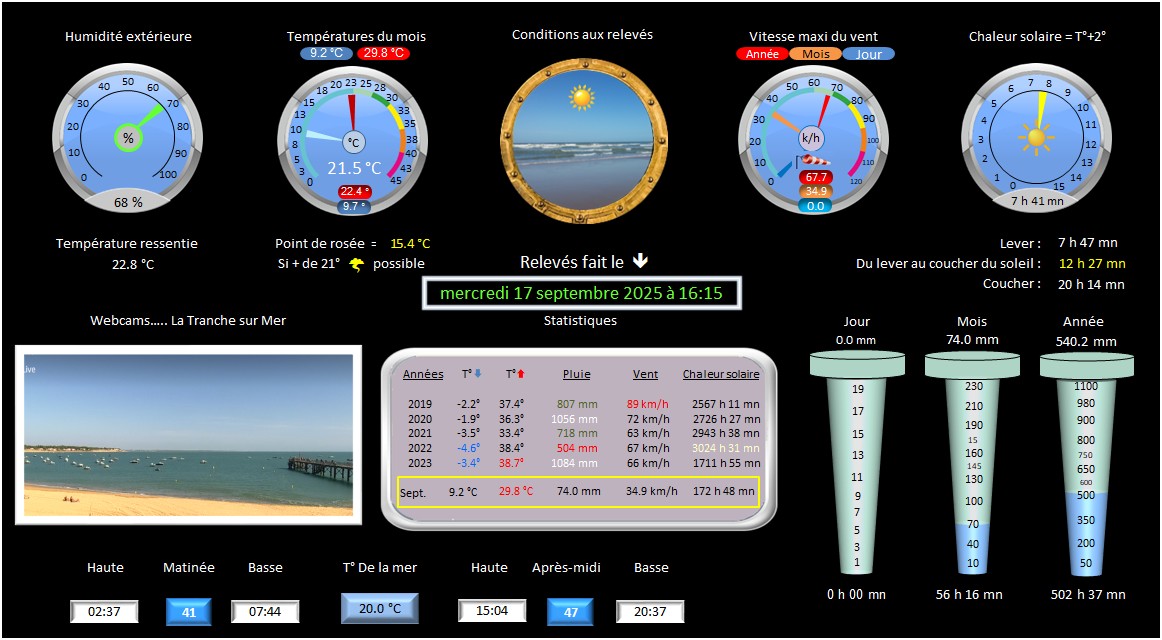 Humidité extérieure
Températures du mois
9.2 °C 29.8 °C
Conditions aux relevés
Vitesse maxi du vent
Année Mois Jour
Chaleur solaire = T°+2°
0 10 20 30 40 50 60 70 80 90 100
%
68 %
0 3 5 8 10 13 15 18 20 23 25 28 30 33 35 38 40 43 45
°C
21.5 °C
22.4 °
9.7 °
0 10 20 30 40 50 60 70 80 90 100 110 120
k/h
67.7
34.9
0.0
0 1 2 3 4 5 6 7 8 9 10 11 12 13 14 15
7 h 41 mn
Température ressentie
22.8 °C
Point de rosée = 15.4 °C
Si + de 21° possible
Relevés fait le
mercredi 17 septembre 2025 à 16:15
Lever : 7 h 47 mn
Du lever au coucher du soleil : 12 h 27 mn
Coucher : 20 h 14 mn
Webcams….. La Tranche sur Mer
ive
Statistiques
Années T° T° Pluie Vent Chaleur solaire
2019 -2.2° 37.4° 807 mm 89 km/h 2567 h 11 mn
2020 -1.9° 36.3° 1056 mm 72 km/h 2726 h 27 mn
2021 -3.5° 33.4° 718 mm 63 km/h 2943 h 38 mn
2022 -4.6° 38.4° 504 mm 67 km/h 3024 h 31 mn
2023 -3.4° 38.7° 1084 mm 66 km/h 1711 h 55 mn
Sept. 9.2 °C 29.8 °C 74.0 mm 34.9 km/h 172 h 48 mn
Jour
0.0 mm
19
17
15
13
11
9
7
5
3
1
0 h 00 mn
Mois
74.0 mm
230
210
190
15
160
145
130
100
70
40
10
56 h 16 mn
Année
540.2 mm
1100
980
900
800
750
650
600
500
350
200
50
502 h 37 mn
Haute Matinée Basse T° De la mer Haute Après-midi Basse
02:37 41 07:44 20.0 °C 15:04 47 20:37